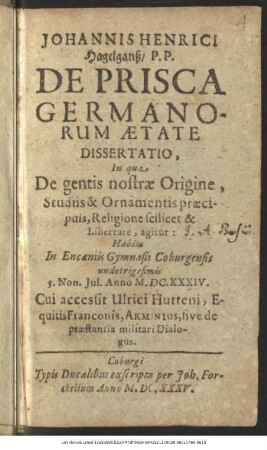 JOHANNIS HENRICI
Hagelganß/ P. P.
DE PRISCA
GERMANO-
RUM ÆTATE
DISSERTATIO,
In qua
De gentis nostræ Origine,
Studiis & Ornamentis præci-
puis, Religione scilicet &
Libertate, agitur: J. A.
Habita
In Encæniis Gymnasii Coburgensis
undetrigesimis
5. Non. Jul. Anno M. DC. XXXIV.
Cui accessit Ulrici Hutteni, E-
quitis Franconis, ARMINIUS, sive de
præstantia militari Dialo-
gus.
Coburgi
Typis Ducalibus exscripta per Joh. For-
ckelium Anno M. DC. XXXV.